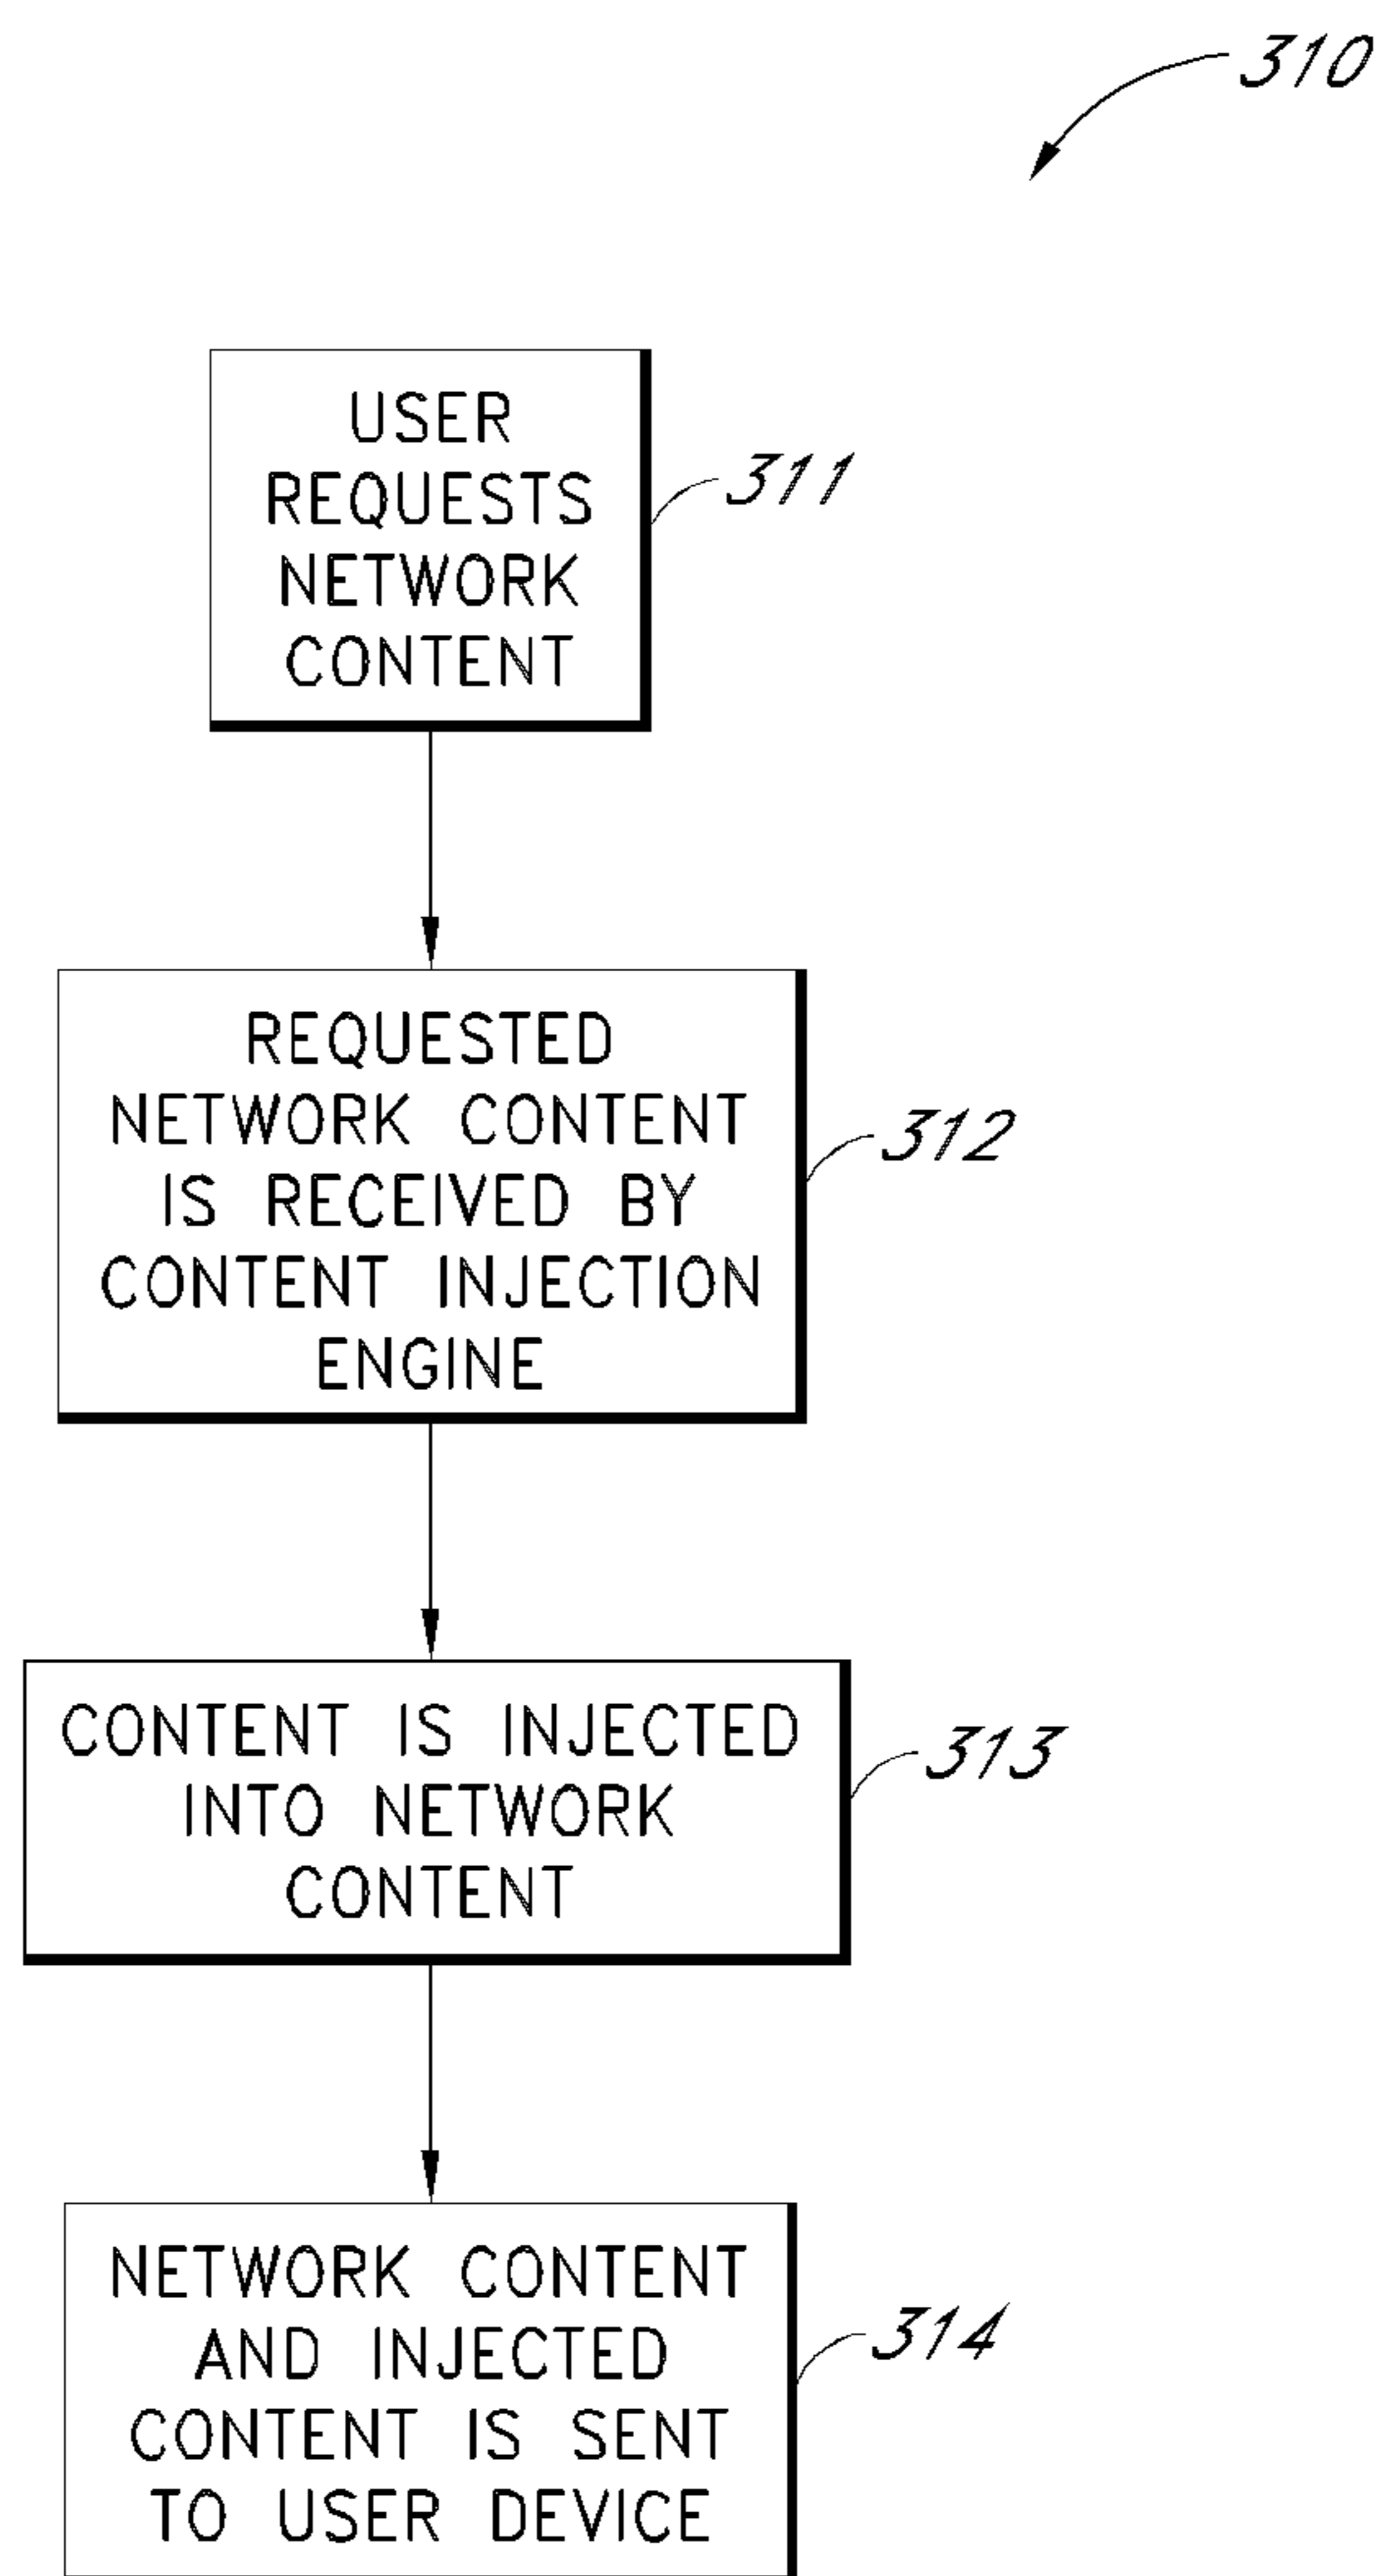 310
USER
REQUESTS
NETWORK
CONTENT
311
REQUESTED
NETWORK CONTENT
IS RECEIVED BY
CONTENT INJECTION
ENGINE
312
CONTENT IS INJECTED
INTO NETWORK
CONTENT
313
NETWORK CONTENT
AND INJECTED
CONTENT IS SENT
TO USER DEVICE
314